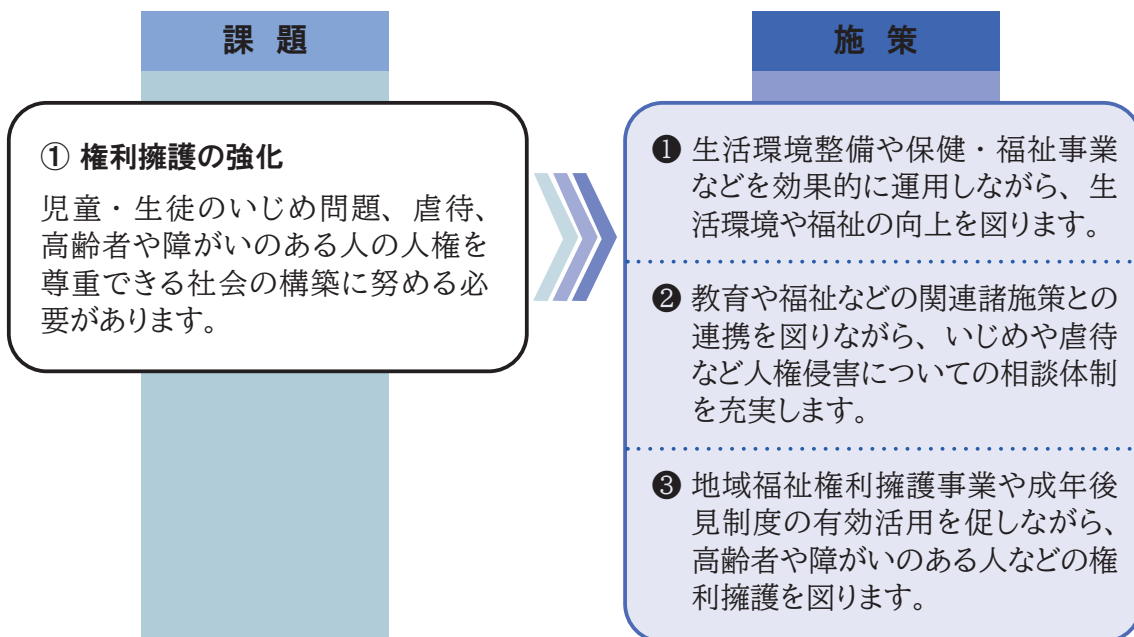 課題
① 権利擁護の強化
児童・生徒のいじめ問題、虐待、
高齢者や障がいのある人の人権を
尊重できる社会の構築に努める必
要があります。
施策
❶ 生活環境整備や保健・福祉事業
などを効果的に運用しながら、生
活環境や福祉の向上を図ります。
❷ 教育や福祉などの関連諸施策との
連携を図りながら、いじめや虐待
など人権侵害についての相談体制
を充実します。
❸ 地域福祉権利擁護事業や成年後
見制度の有効活用を促しながら、
高齢者や障がいのある人などの権
利擁護を図ります。